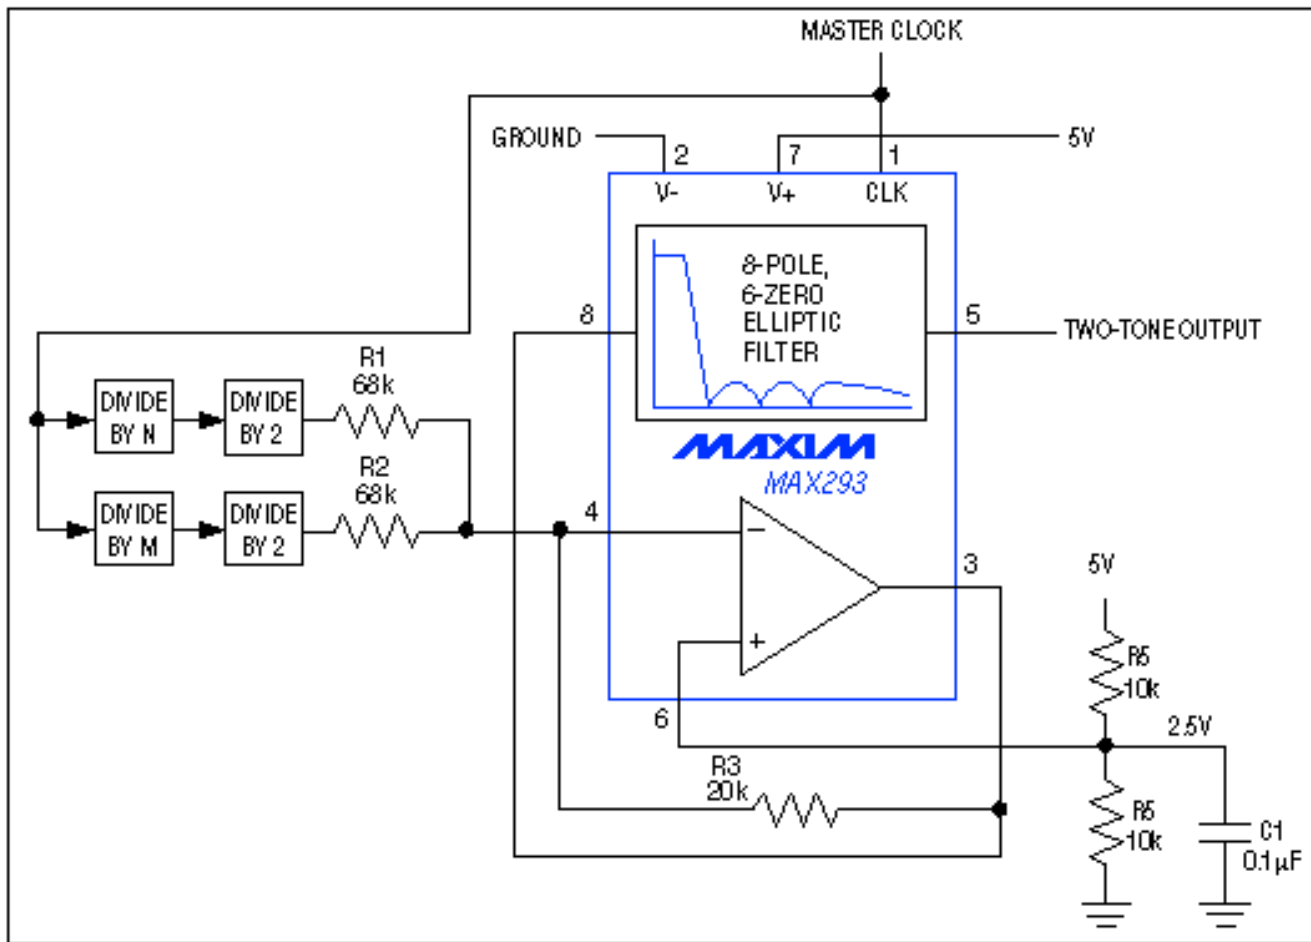 MASTER CLOCK
GROUND
2
7
1
5V
V-
V+
CLK
8-POLE,
6-ZERO
ELLIPTIC
FILTER
8
5
TWO-TONE OUTPUT
R1
68k
DIVIDE
BY N
DIVIDE
BY 2
MAXIM
MAX293
R2
68k
DIVIDE
BY M
DIVIDE
BY 2
4
−
3
+
5V
R5
10k
6
2.5V
R3
20k
R5
10k
C1
0.1µF